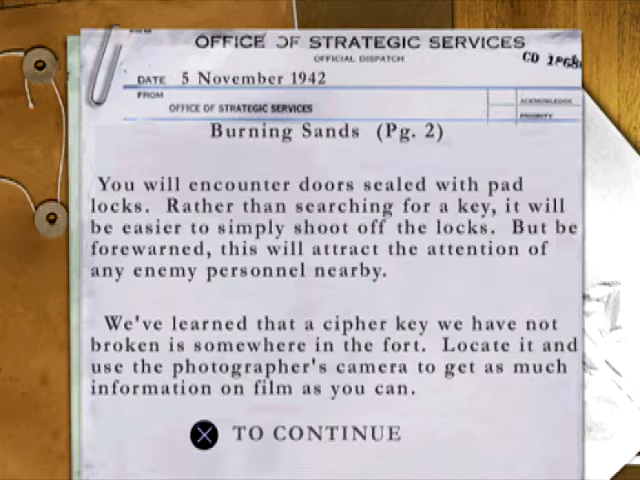 OFFICE OF STRATEGIC SERVICES
OFFICIAL DISPATCH
DATE 5 November 1942
FROM
OFFICE OF STRATEGIC SERVICES
ACKNOWLEDGE
PRIORITY
Burning Sands (Pg. 2)
You will encounter doors sealed with pad
locks. Rather than searching for a key, it will
be easier to simply shoot off the locks. But be
forewarned, this will attract the attention of
any enemy personnel nearby.
We've learned that a cipher key we have not
broken is somewhere in the fort. Locate it and
use the photographer's camera to get as much
information on film as you can.
TO CONTINUE